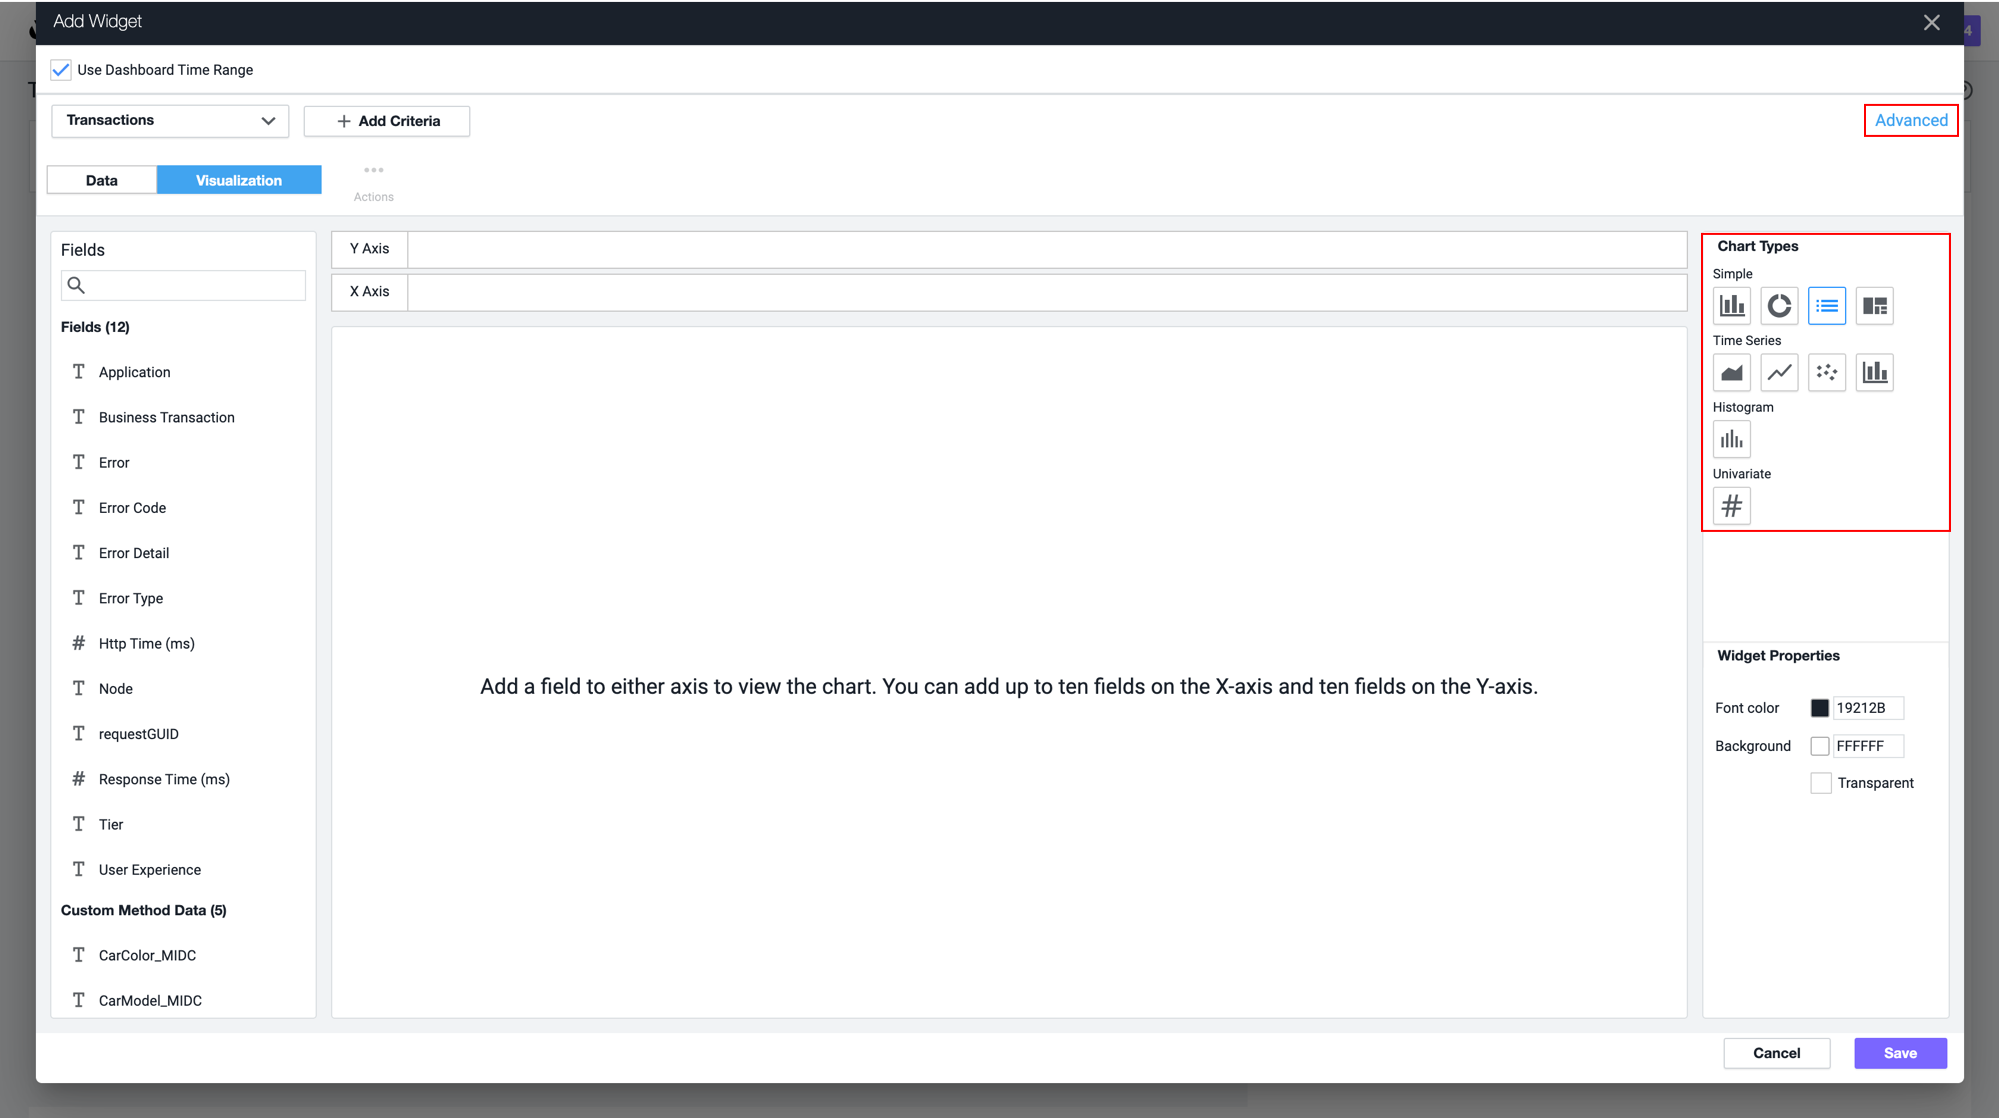 Add Widget
4
T
Use Dashboard Time Range
Transactions
+ Add Criteria
Advanced
Data
Visualization
Actions
Fields
Y Axis
X Axis
Fields (12)
T Application
T Business Transaction
T Error
T Error Code
T Error Detail
T Error Type
# Http Time (ms)
T Node
T requestGUID
# Response Time (ms)
T Tier
T User Experience
Custom Method Data (5)
T CarColor_MIDC
T CarModel_MIDC
Add a field to either axis to view the chart. You can add up to ten fields on the X-axis and ten fields on the Y-axis.
Chart Types
Simple
Time Series
Histogram
Univariate
#
Widget Properties
Font color 19212B
Background FFFFFF
Transparent
Cancel
Save